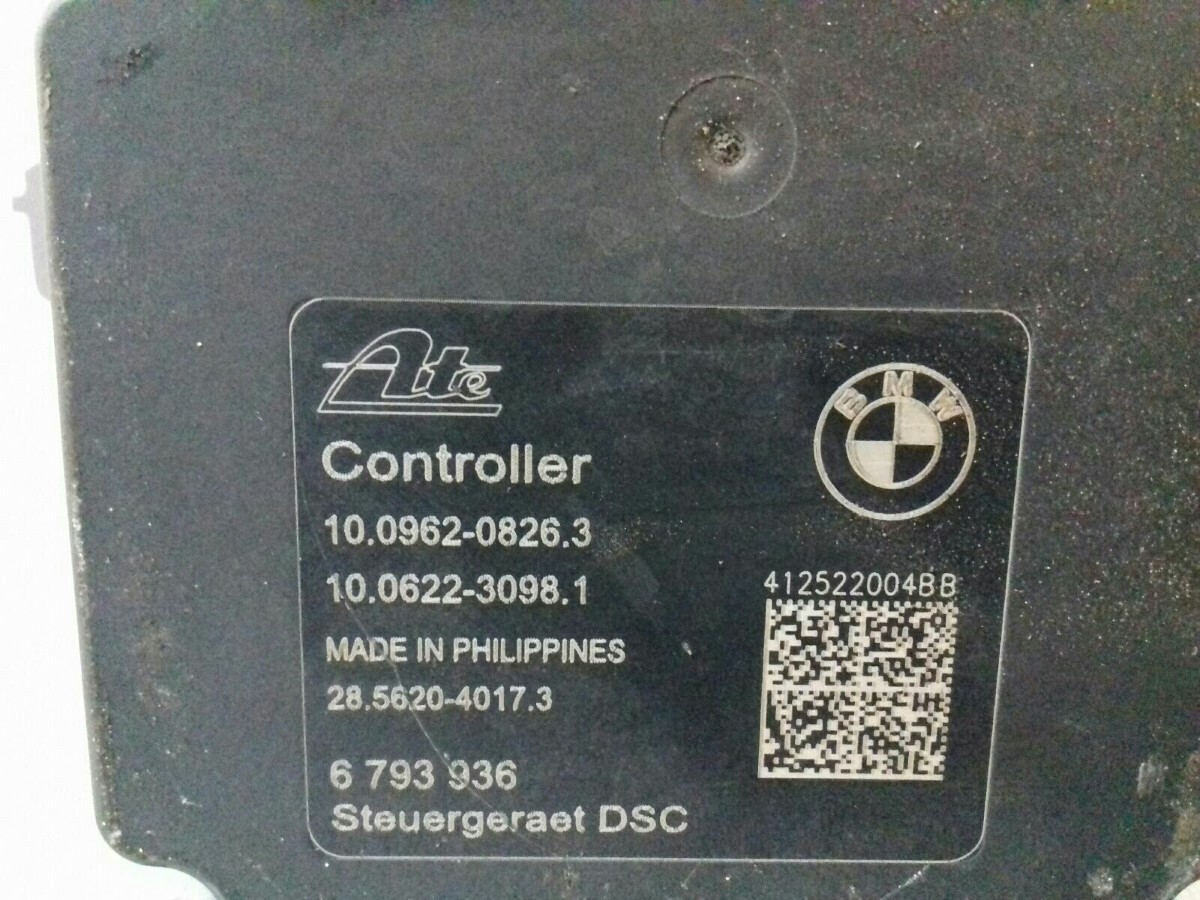 Ate
BMW
Controller
10.0962-0826.3
10.0622-3098.1
412522004BB
MADE IN PHILIPPINES
28.5620-4017.3
6 793 936
Steuergeraet DSC